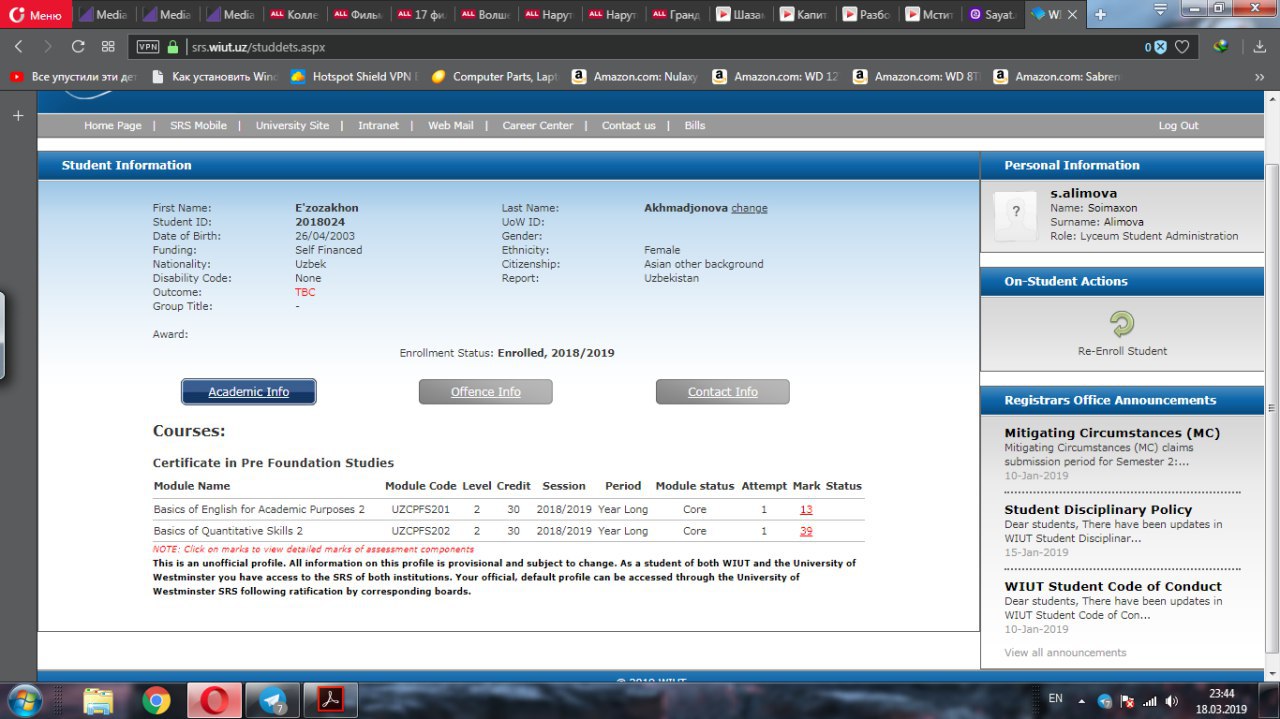 Меню
Media
Media
Media
ALL Колле
ALL Филь
ALL 17 фи
ALL Волше
ALL Нарут
ALL Нарут
ALL Гранд
Шазам
Капит
Разбо
Мстит
Sayat.
VPN srs.wiut.uz/studdets.aspx 0
Все упустили эти дет
Как установить Wind
Hotspot Shield VPN
Computer Parts, Lapt
Amazon.com: Nulaxy
Amazon.com: WD 12
Amazon.com: WD 8T
Amazon.com: Sabren
Home Page | SRS Mobile | University Site | Intranet | Web Mail | Career Center | Contact us | Bills Log Out
Student Information
First Name: E'zozakhon Last Name: Akhmadjonova change
Student ID: 2018024 UoW ID:
Date of Birth: 26/04/2003 Gender:
Funding: Self Financed Ethnicity: Female
Nationality: Uzbek Citizenship: Asian other background
Disability Code: None Report: Uzbekistan
Outcome: TBC
Group Title: -
Award:
Enrollment Status: Enrolled, 2018/2019
Academic Info Offence Info Contact Info
Courses:
Certificate in Pre Foundation Studies
Module Name Module Code Level Credit Session Period Module status Attempt Mark Status
Basics of English for Academic Purposes 2 UZCPFS201 2 30 2018/2019 Year Long Core 1 13
Basics of Quantitative Skills 2 UZCPFS202 2 30 2018/2019 Year Long Core 1 39
NOTE: Click on marks to view detailed marks of assessment components
This is an unofficial profile. All information on this profile is provisional and subject to change. As a student of both WIUT and the University of
Westminster you have access to the SRS of both institutions. Your official, default profile can be accessed through the University of
Westminster SRS following ratification by corresponding boards.
Personal Information
s.alimova
Name: Soimaxon
Surname: Alimova
Role: Lyceum Student Administration
On-Student Actions
Re-Enroll Student
Registrars Office Announcements
Mitigating Circumstances (MC)
Mitigating Circumstances (MC) claims
submission period for Semester 2:...
10-Jan-2019
Student Disciplinary Policy
Dear students, There have been updates in
WIUT Student Disciplinar...
15-Jan-2019
WIUT Student Code of Conduct
Dear students, There have been updates in
WIUT Student Code of Con...
10-Jan-2019
View all announcements
EN
23:44
18.03.2019